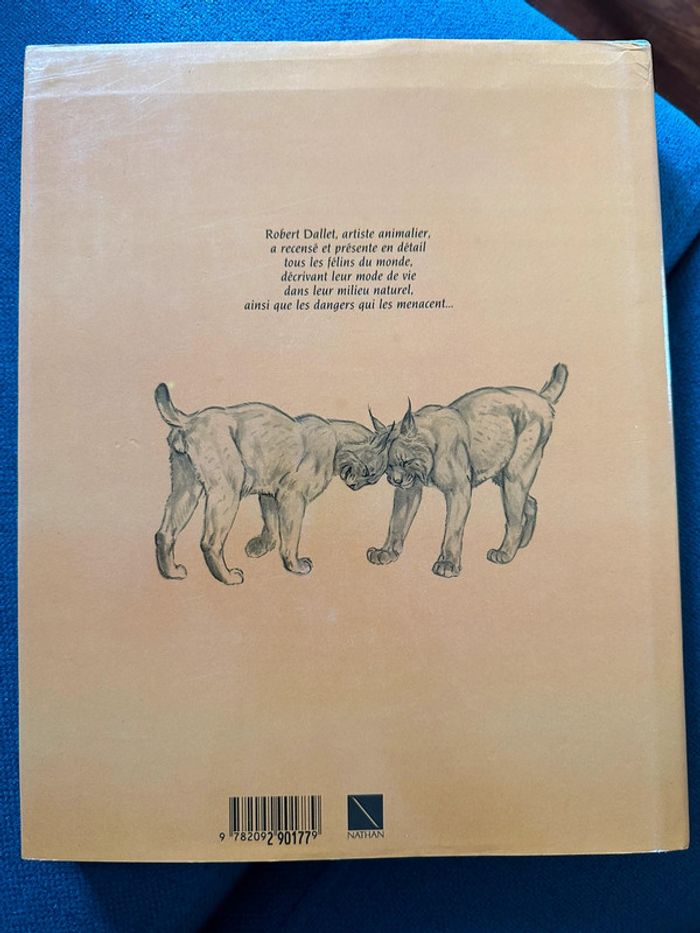 Robert Dallet, artiste animalier,
a recensé et présente en détail
tous les félins du monde,
décrivant leur mode de vie
dans leur milieu naturel,
ainsi que les dangers qui les menacent...
9 782092 901779
NATHAN